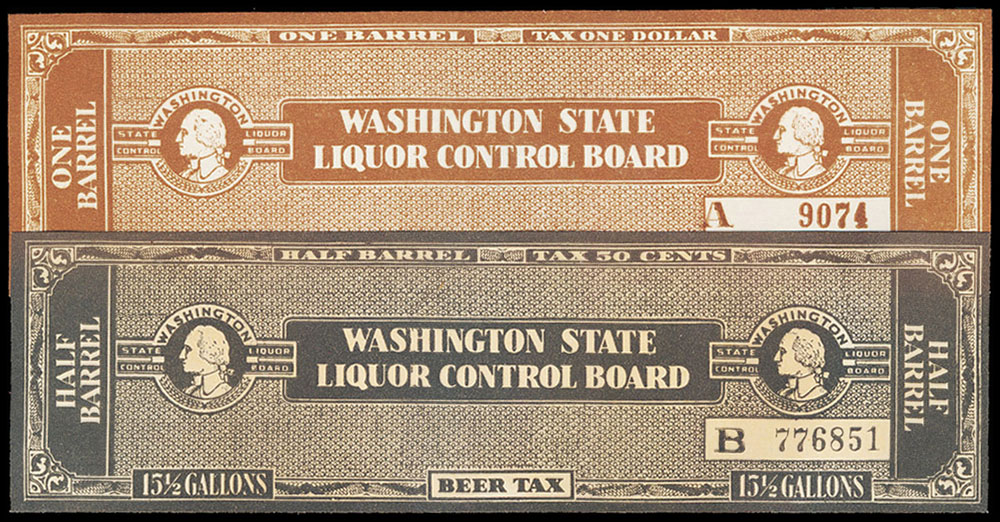 ONE BARREL TAX ONE DOLLAR
ONE BARREL
WASHINGTON
STATE LIQUOR
CONTROL BOARD
WASHINGTON STATE
LIQUOR CONTROL BOARD
WASHINGTON
STATE LIQUOR
CONTROL BOARD
ONE BARREL
A 9074
HALF BARREL TAX 50 CENTS
HALF BARREL
WASHINGTON
STATE LIQUOR
CONTROL BOARD
WASHINGTON STATE
LIQUOR CONTROL BOARD
WASHINGTON
STATE LIQUOR
CONTROL BOARD
HALF BARREL
B 776851
15½ GALLONS
BEER TAX
15½ GALLONS